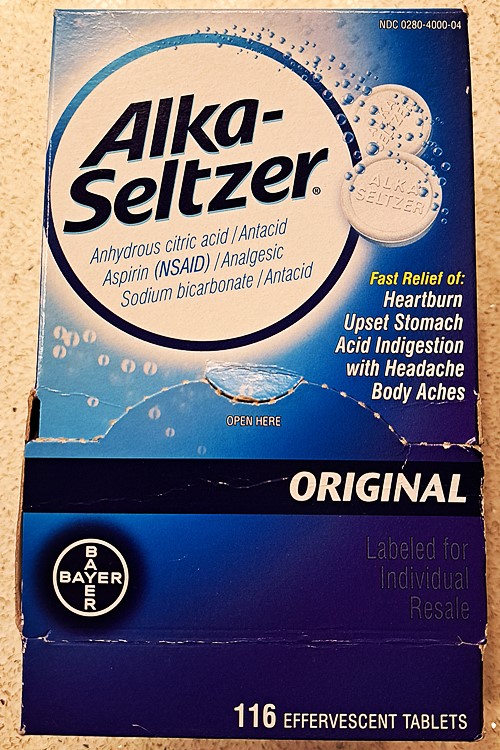 NDC 0280-4000-04
Alka-
Seltzer®
Anhydrous citric acid / Antacid
Aspirin (NSAID) / Analgesic
Sodium bicarbonate / Antacid
ALKA
SELTZER
Fast Relief of:
Heartburn
Upset Stomach
Acid Indigestion
with Headache
Body Aches
OPEN HERE
ORIGINAL
Labeled for
Individual
Resale
BAYER
BAYER
116 EFFERVESCENT TABLETS